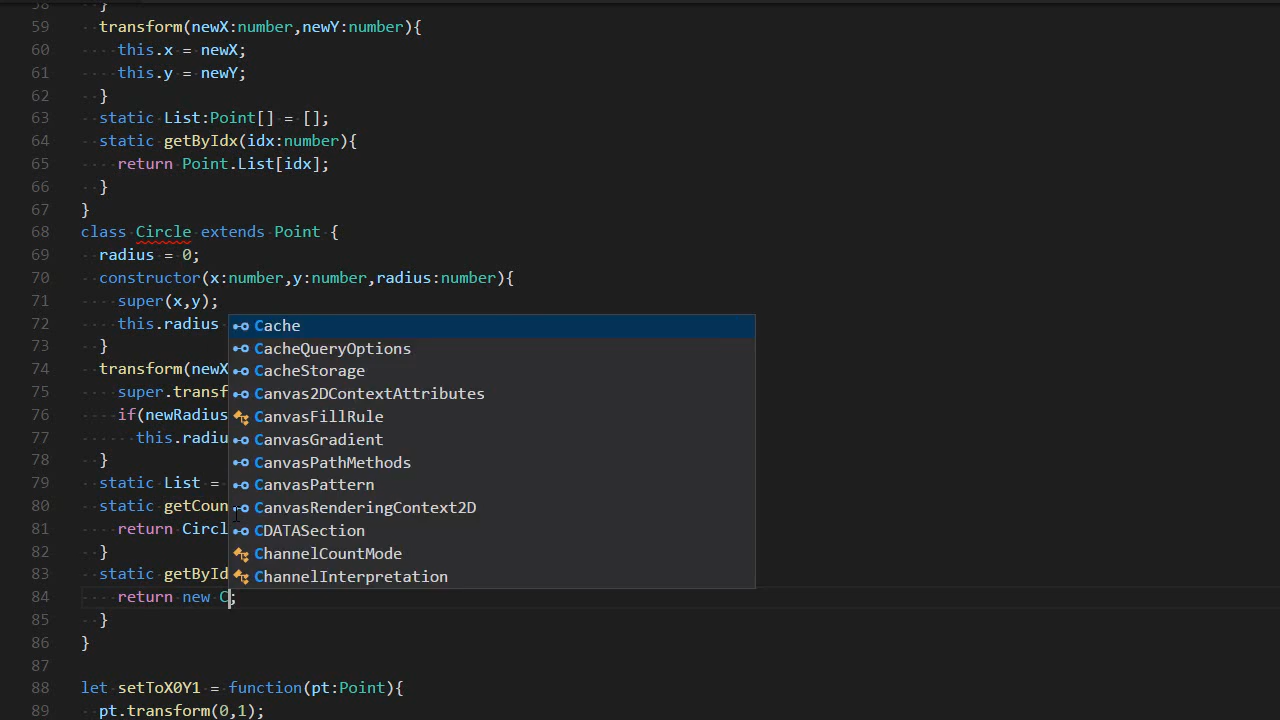 58 }
59 transform(newX:number,newY:number){
60 this.x = newX;
61 this.y = newY;
62 }
63 static List:Point[] = [];
64 static getByIdx(idx:number){
65 return Point.List[idx];
66 }
67 }
68 class Circle extends Point {
69 radius = 0;
70 constructor(x:number,y:number,radius:number){
71 super(x,y);
72 this.radius
73 }
74 transform(newX
75 super.transf
76 if(newRadius
77 this.radiu
78 }
79 static List =
80 static getCoun
81 return Circl
82 }
83 static getById
84 return new C;
85 }
86 }
87
88 let setToX0Y1 = function(pt:Point){
89 pt.transform(0,1);
Cache
CacheQueryOptions
CacheStorage
Canvas2DContextAttributes
CanvasFillRule
CanvasGradient
CanvasPathMethods
CanvasPattern
CanvasRenderingContext2D
CDATASection
ChannelCountMode
ChannelInterpretation